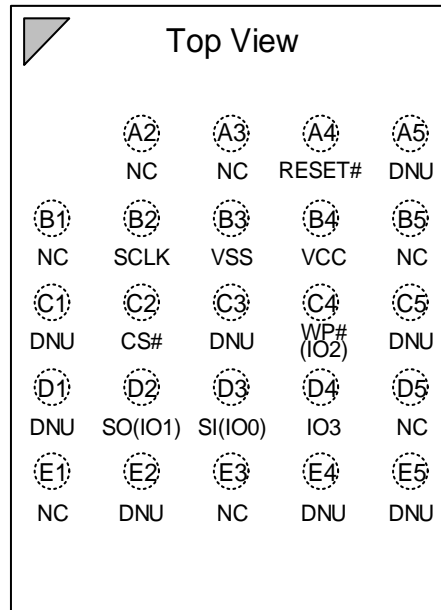 Top View
A2 A3 A4 A5
NC NC RESET# DNU
B1 B2 B3 B4 B5
NC SCLK VSS VCC NC
C1 C2 C3 C4 C5
DNU CS# DNU WP# DNU
(IO2)
D1 D2 D3 D4 D5
DNU SO(IO1) SI(IO0) IO3 NC
E1 E2 E3 E4 E5
NC DNU NC DNU DNU